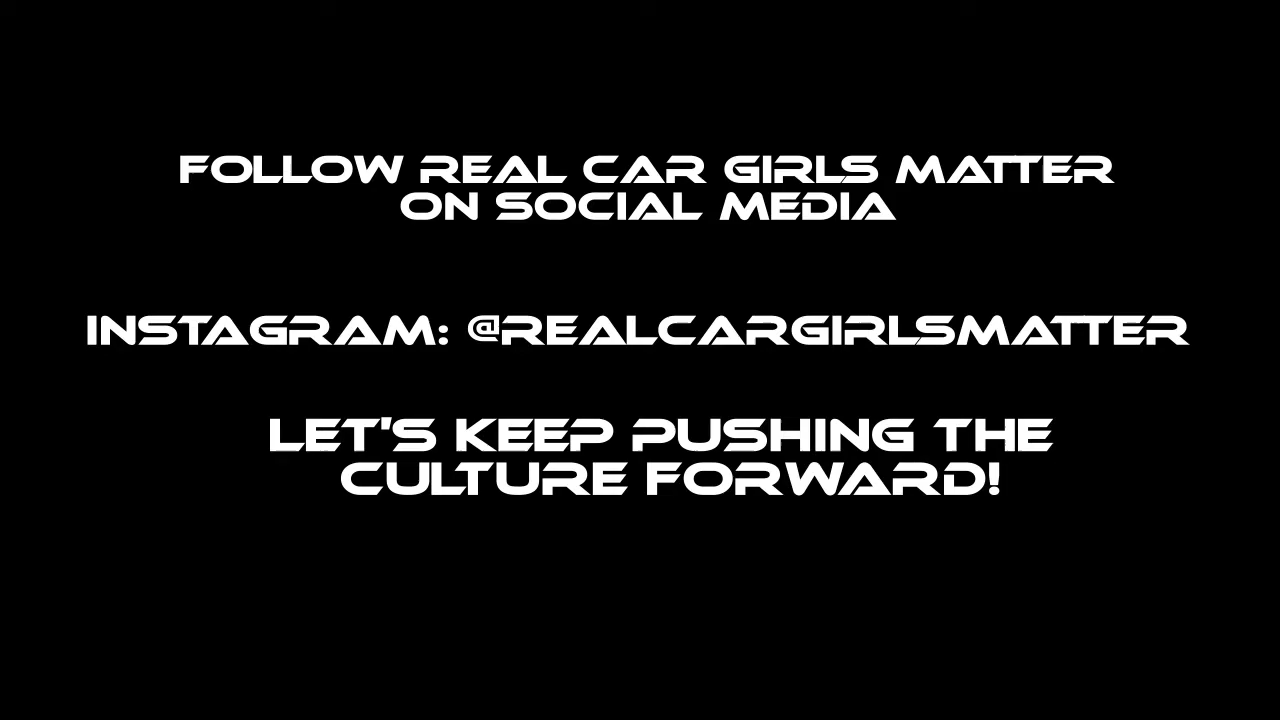 FOLLOW REAL CAR GIRLS MATTER
ON SOCIAL MEDIA
INSTAGRAM: @REALCARGIRLSMATTER
LET'S KEEP PUSHING THE
CULTURE FORWARD!